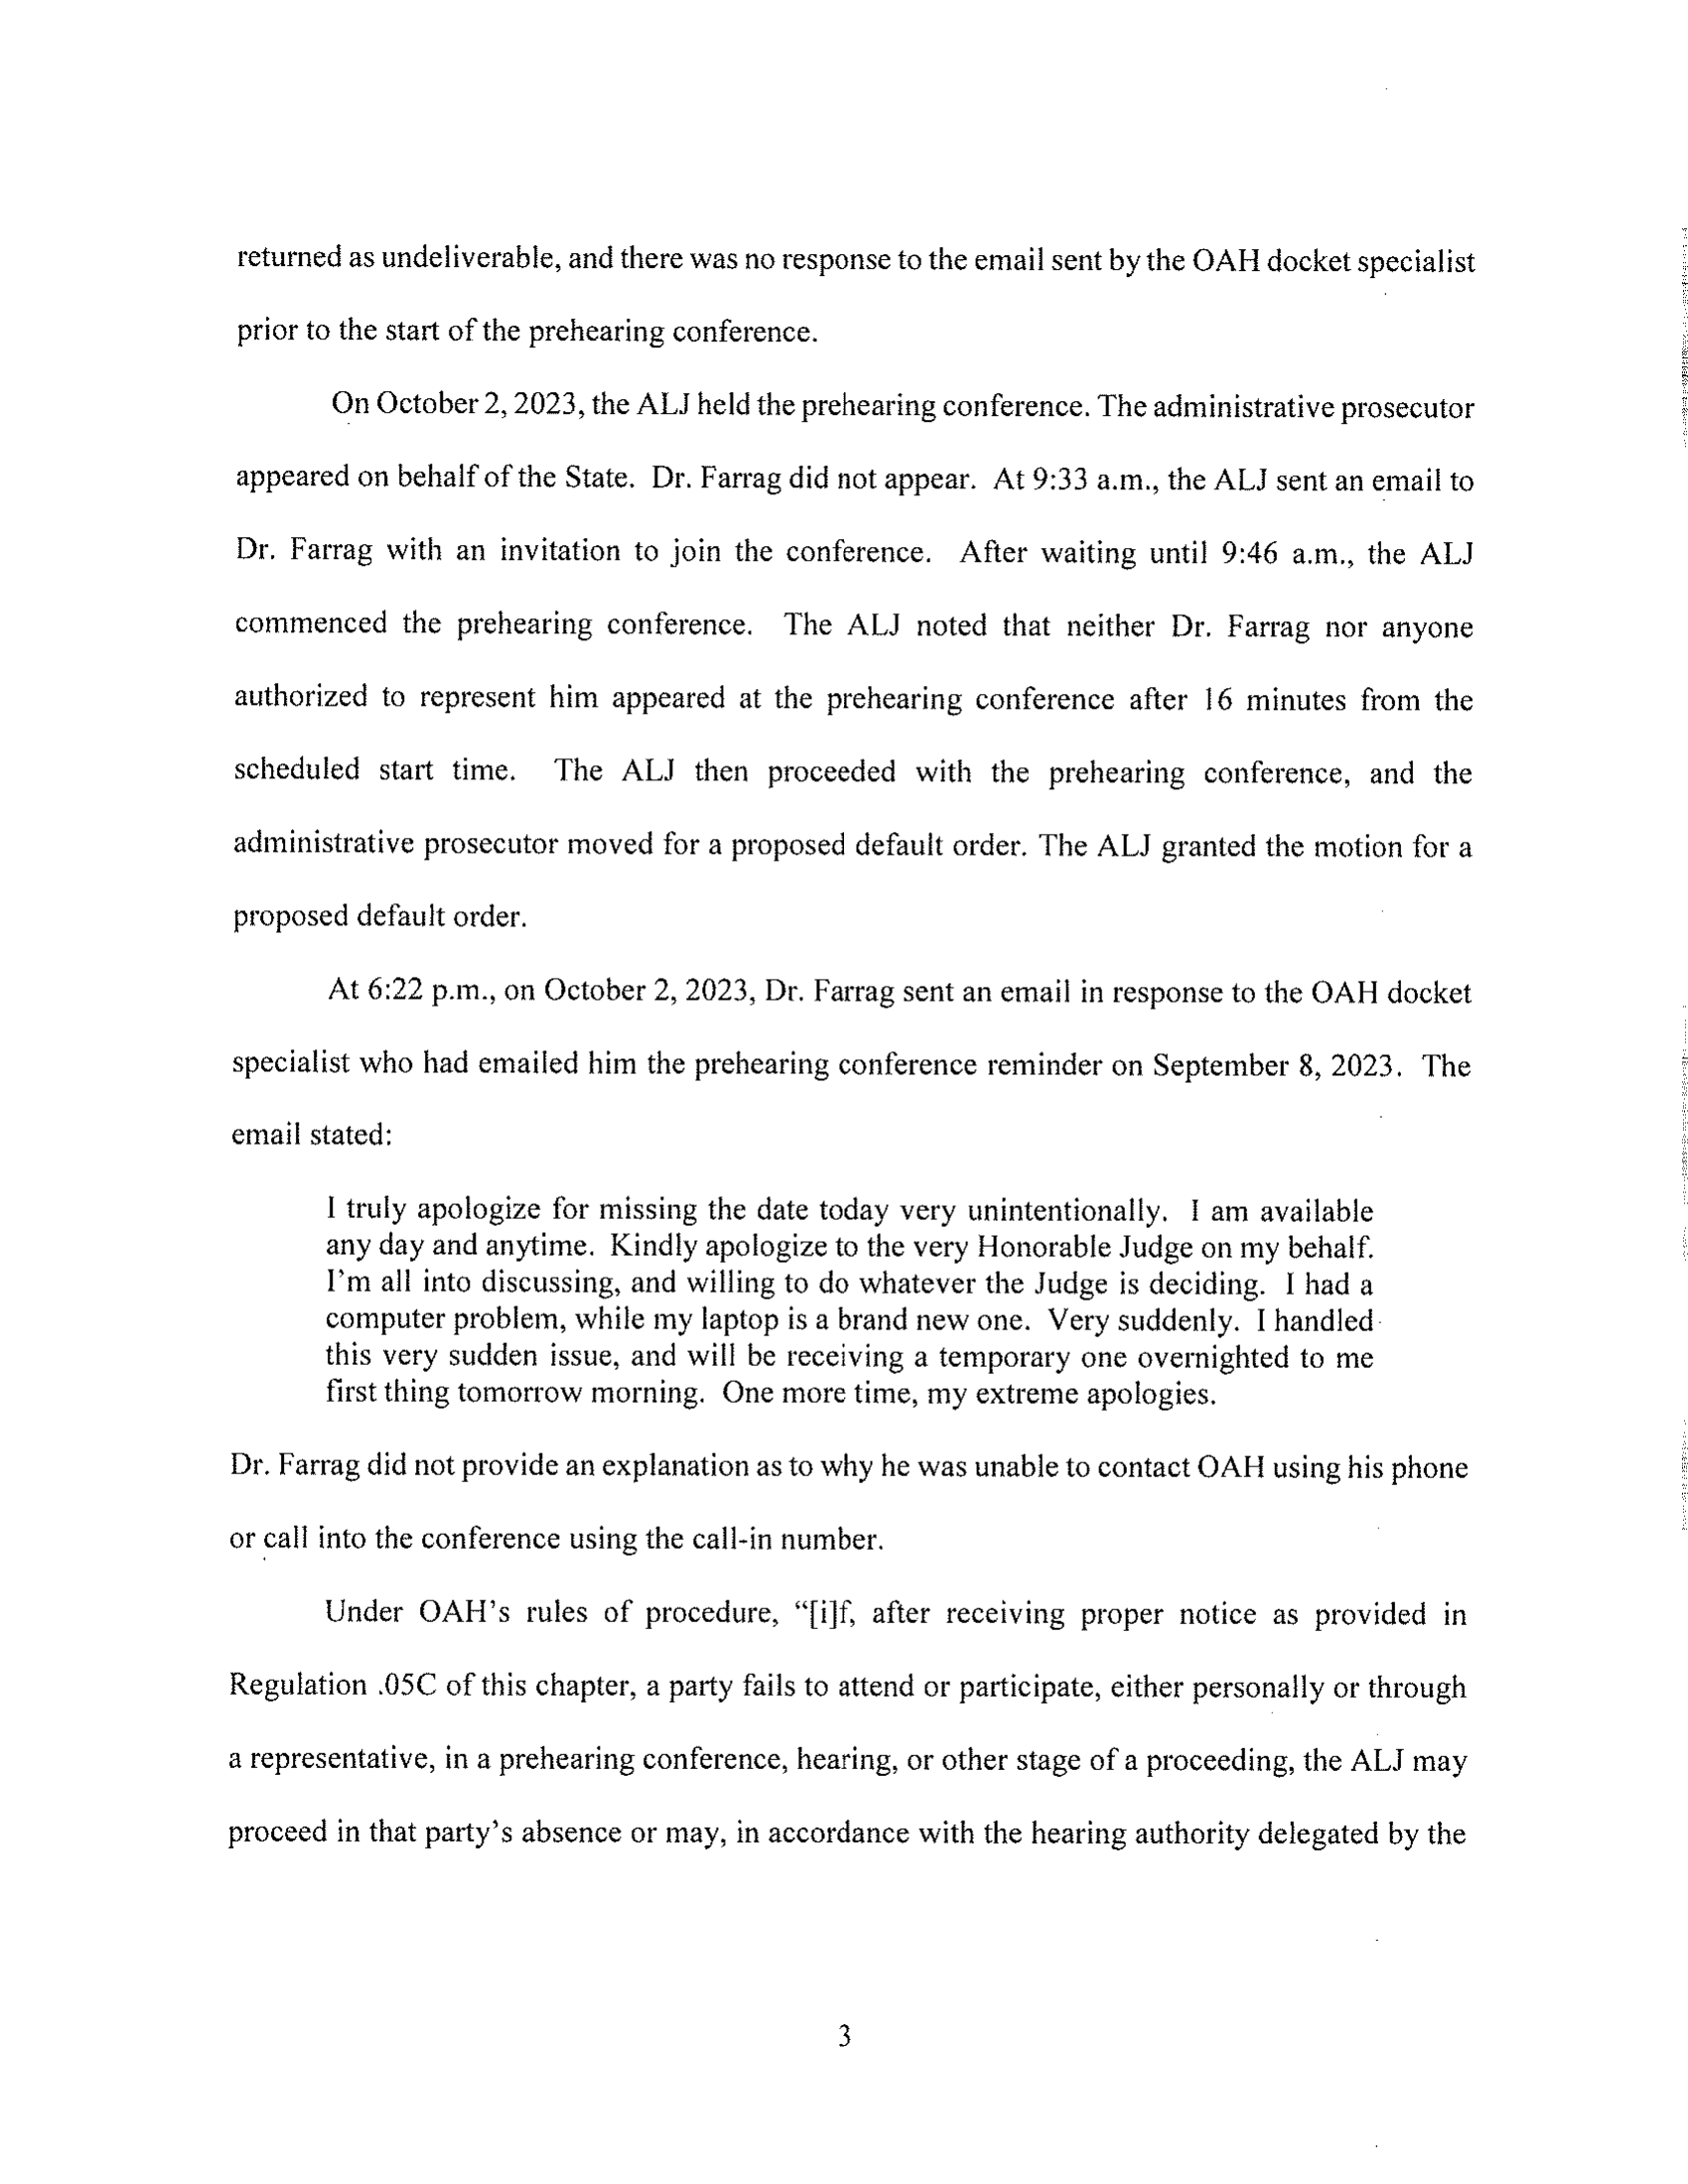 returned as undeliverable, and there was no response to the email sent by the OAH docket specialist
prior to the start of the prehearing conference.
On October 2, 2023, the ALJ held the prehearing conference. The administrative prosecutor
appeared on behalf of the State. Dr. Farrag did not appear. At 9:33 a.m., the ALJ sent an email to
Dr. Farrag with an invitation to join the conference. After waiting until 9:46 a.m., the ALJ
commenced the prehearing conference. The ALJ noted that neither Dr. Farrag nor anyone
authorized to represent him appeared at the prehearing conference after 16 minutes from the
scheduled start time. The ALJ then proceeded with the prehearing conference, and the
administrative prosecutor moved for a proposed default order. The ALJ granted the motion for a
proposed default order.
At 6:22 p.m., on October 2, 2023, Dr. Farrag sent an email in response to the OAH docket
specialist who had emailed him the prehearing conference reminder on September 8, 2023. The
email stated:
I truly apologize for missing the date today very unintentionally. I am available
any day and anytime. Kindly apologize to the very Honorable Judge on my behalf.
I'm all into discussing, and willing to do whatever the Judge is deciding. I had a
computer problem, while my laptop is a brand new one. Very suddenly. I handled
this very sudden issue, and will be receiving a temporary one overnighted to me
first thing tomorrow morning. One more time, my extreme apologies.
Dr. Farrag did not provide an explanation as to why he was unable to contact OAH using his phone
or call into the conference using the call-in number.
Under OAH's rules of procedure, "[i]f, after receiving proper notice as provided in
Regulation .05C of this chapter, a party fails to attend or participate, either personally or through
a representative, in a prehearing conference, hearing, or other stage of a proceeding, the ALJ may
proceed in that party's absence or may, in accordance with the hearing authority delegated by the
3